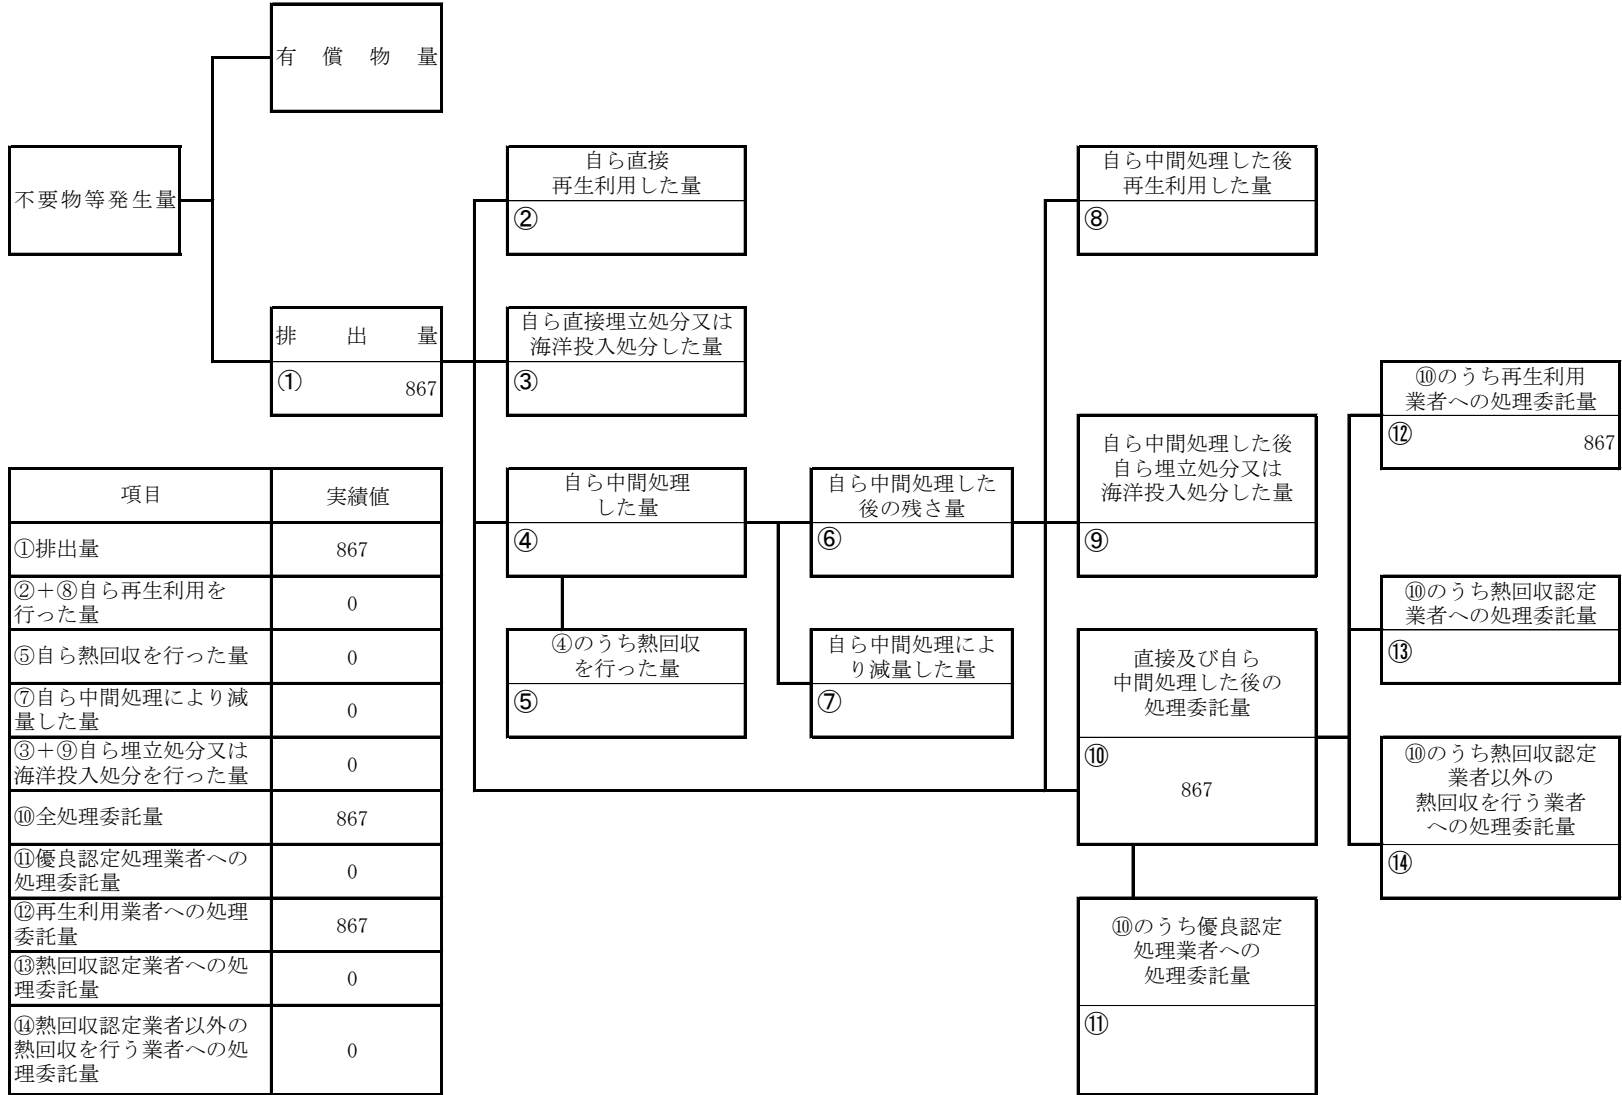 有償物量
不要物等発生量
自ら直接
再生利用した量
②
自ら中間処理した後
再生利用した量
⑧
排出量
①
867
自ら直接埋立処分又は
海洋投入処分した量
③
⑩のうち再生利用
業者への処理委託量
⑫
867
自ら中間処理した後
自ら埋立処分又は
海洋投入処分した量
⑨
自ら中間処理
した量
④
自ら中間処理した
後の残さ量
⑥
④のうち熱回収
を行った量
⑤
自ら中間処理によ
り減量した量
⑦
直接及び自ら
中間処理した後の
処理委託量
⑩
867
⑩のうち熱回収認定
業者への処理委託量
⑬
⑩のうち熱回収認定
業者以外の
熱回収を行う業者
への処理委託量
⑭
⑩のうち優良認定
処理業者への
処理委託量
⑪
項目 実績値
①排出量 867
②+⑧自ら再生利用を
行った量 0
⑤自ら熱回収を行った量 0
⑦自ら中間処理により減
量した量 0
③+⑨自ら埋立処分又は
海洋投入処分を行った量 0
⑩全処理委託量 867
⑪優良認定処理業者への
処理委託量 0
⑫再生利用業者への処理
委託量 867
⑬熱回収認定業者への処
理委託量 0
⑭熱回収認定業者以外の
熱回収を行う業者への処
理委託量 0